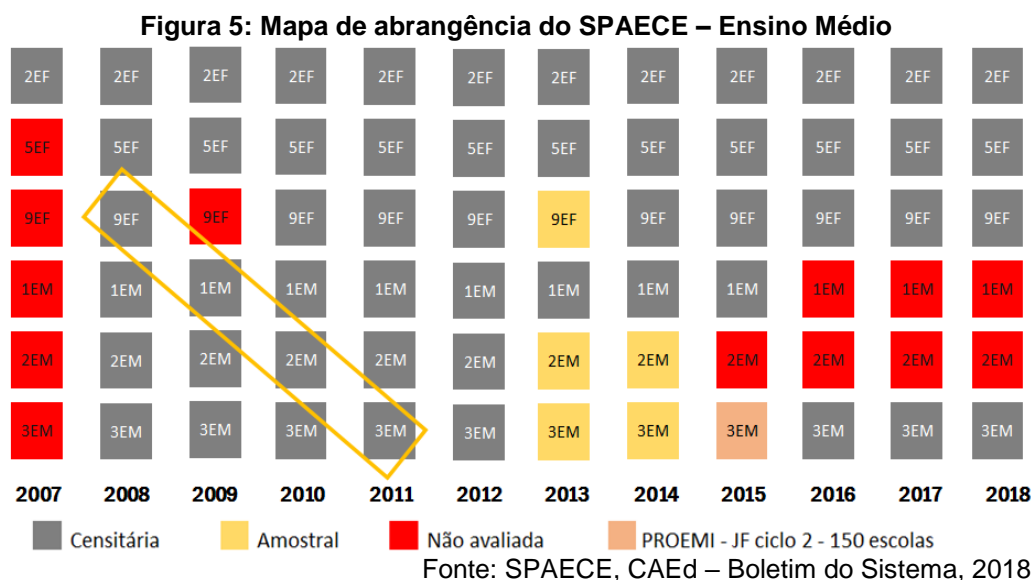 Figura 5: Mapa de abrangência do SPAECE – Ensino Médio
2EF 2EF 2EF 2EF 2EF 2EF 2EF 2EF 2EF 2EF 2EF 2EF
5EF 5EF 5EF 5EF 5EF 5EF 5EF 5EF 5EF 5EF 5EF 5EF
9EF 9EF 9EF 9EF 9EF 9EF 9EF 9EF 9EF 9EF 9EF 9EF
1EM 1EM 1EM 1EM 1EM 1EM 1EM 1EM 1EM 1EM 1EM 1EM
2EM 2EM 2EM 2EM 2EM 2EM 2EM 2EM 2EM 2EM 2EM 2EM
3EM 3EM 3EM 3EM 3EM 3EM 3EM 3EM 3EM 3EM 3EM 3EM
2007 2008 2009 2010 2011 2012 2013 2014 2015 2016 2017 2018
Censitária Amostral Não avaliada PROEMI - JF ciclo 2 - 150 escolas
Fonte: SPAECE, CAEd – Boletim do Sistema, 2018